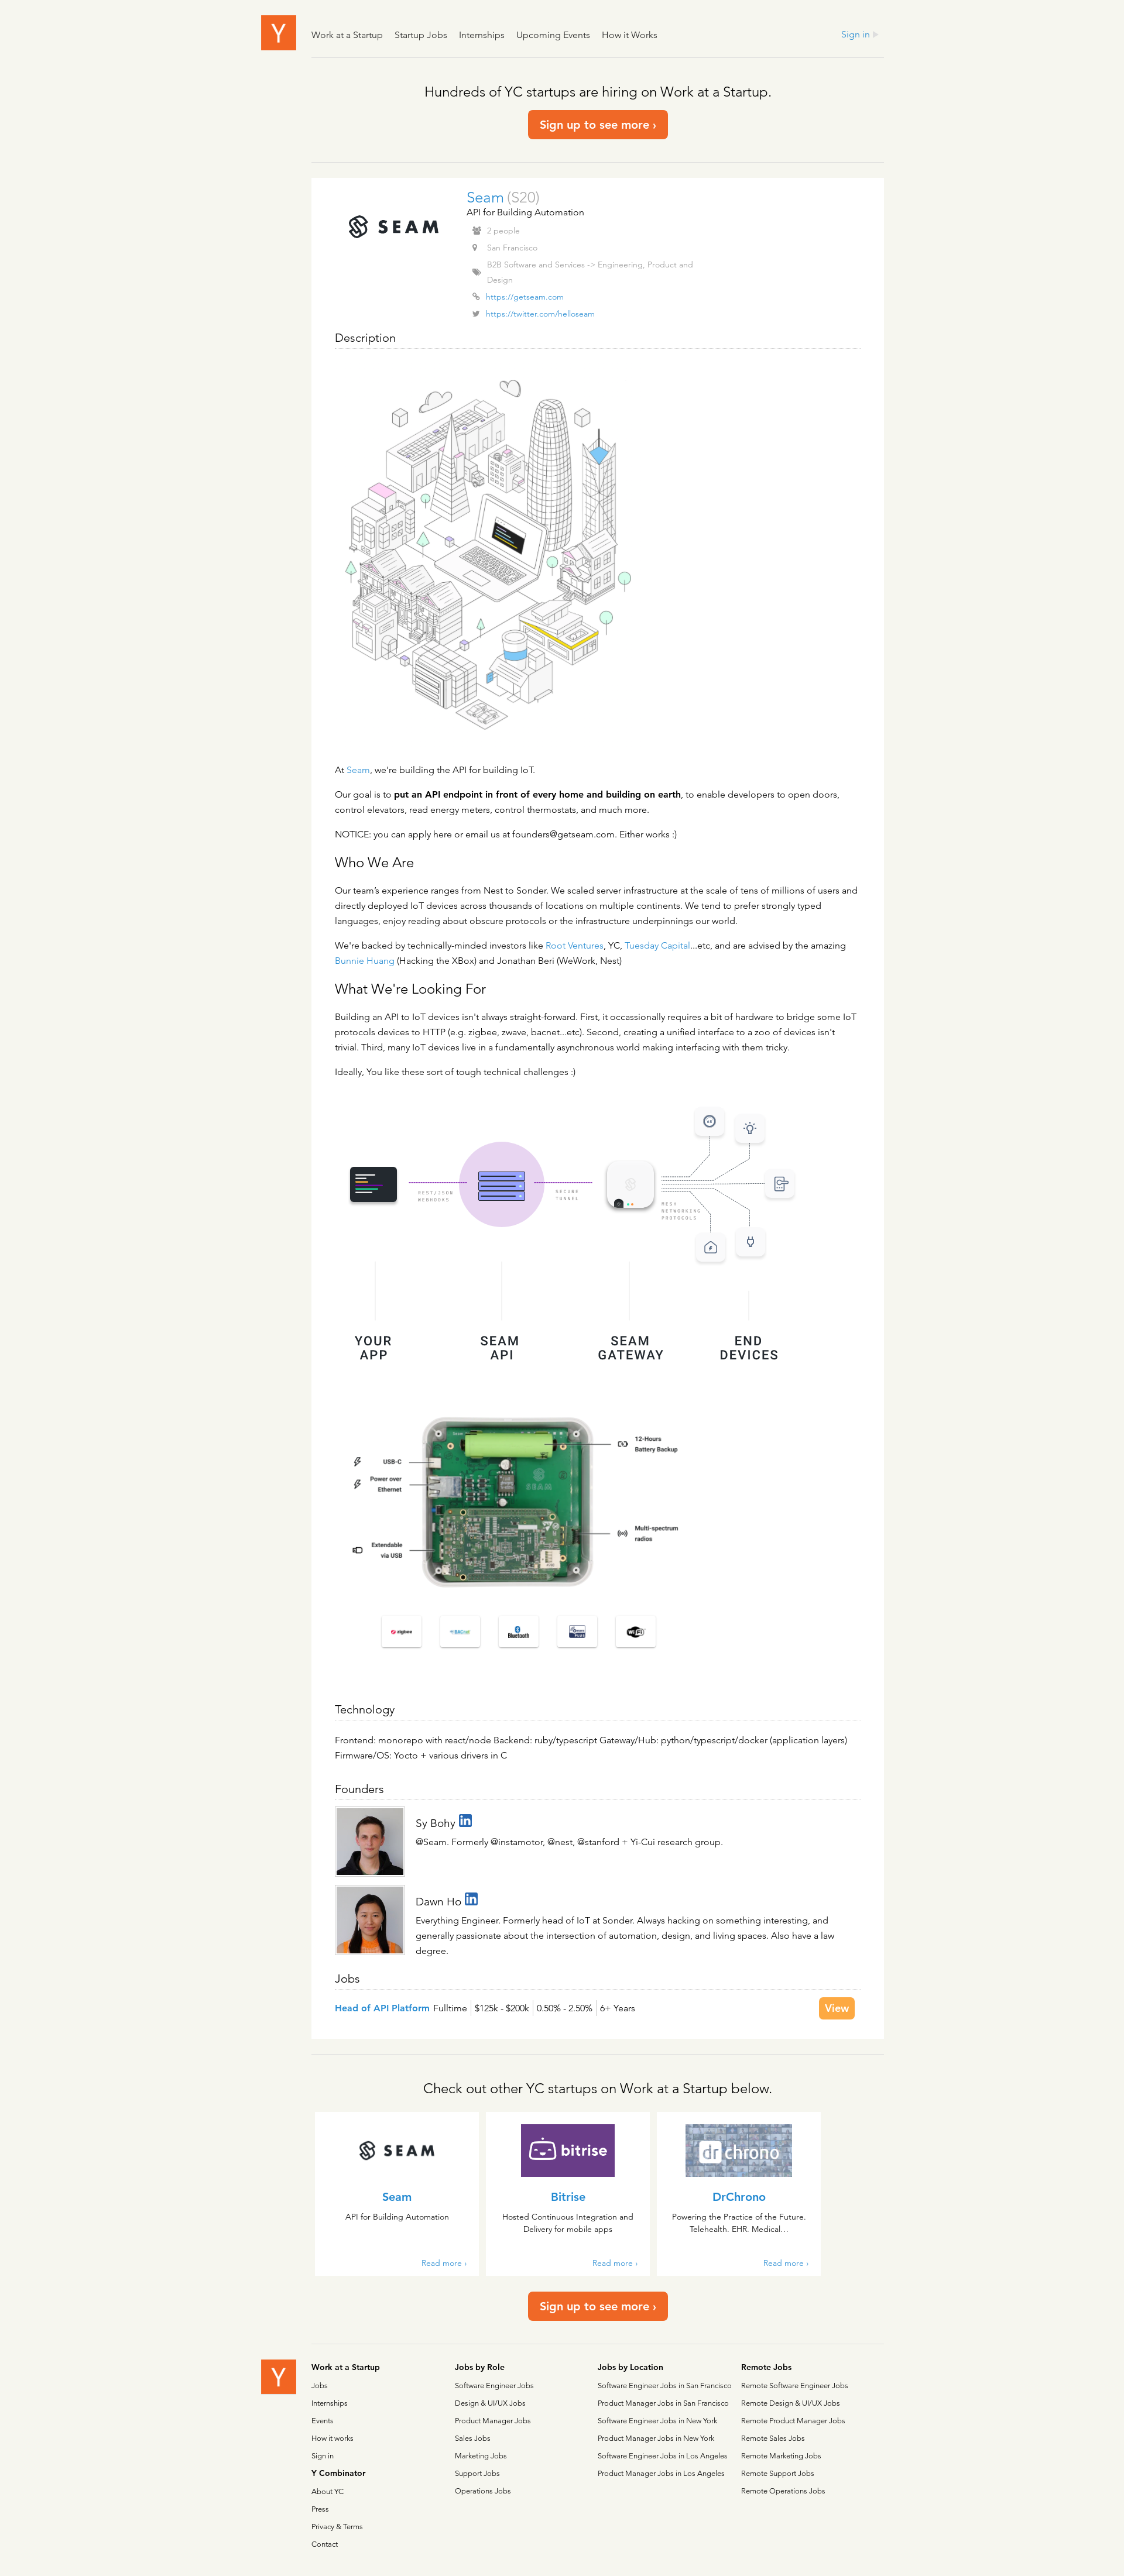 Y
Work at a Startup
Startup Jobs
Internships
Upcoming Events
How it Works
Sign in
Hundreds of YC startups are hiring on Work at a Startup.
Sign up to see more ›
SEAM
Seam (S20)
API for Building Automation
2 people
San Francisco
B2B Software and Services -> Engineering, Product and
Design
https://getseam.com
https://twitter.com/helloseam
Description
At Seam, we're building the API for building IoT.
Our goal is to put an API endpoint in front of every home and building on earth, to enable developers to open doors,
control elevators, read energy meters, control thermostats, and much more.
NOTICE: you can apply here or email us at founders@getseam.com. Either works :)
Who We Are
Our team’s experience ranges from Nest to Sonder. We scaled server infrastructure at the scale of tens of millions of users and
directly deployed IoT devices across thousands of locations on multiple continents. We tend to prefer strongly typed
languages, enjoy reading about obscure protocols or the infrastructure underpinnings our world.
We're backed by technically-minded investors like Root Ventures, YC, Tuesday Capital...etc, and are advised by the amazing
Bunnie Huang (Hacking the XBox) and Jonathan Beri (WeWork, Nest)
What We're Looking For
Building an API to IoT devices isn't always straight-forward. First, it occassionally requires a bit of hardware to bridge some IoT
protocols devices to HTTP (e.g. zigbee, zwave, bacnet...etc). Second, creating a unified interface to a zoo of devices isn't
trivial. Third, many IoT devices live in a fundamentally asynchronous world making interfacing with them tricky.
Ideally, You like these sort of tough technical challenges :)
REST/JSON
WEBHOOKS
SECURE
TUNNEL
MESH
NETWORKING
PROTOCOLS
YOUR
APP
SEAM
API
SEAM
GATEWAY
END
DEVICES
12-Hours
Battery Backup
USB-C
Power over
Ethernet
SEAM
Multi-spectrum
radios
Extendable
via USB
zigbee
BACnet
Bluetooth
WiFi
Technology
Frontend: monorepo with react/node Backend: ruby/typescript Gateway/Hub: python/typescript/docker (application layers)
Firmware/OS: Yocto + various drivers in C
Founders
Sy Bohy in
@Seam. Formerly @instamotor, @nest, @stanford + Yi-Cui research group.
Dawn Ho in
Everything Engineer. Formerly head of IoT at Sonder. Always hacking on something interesting, and
generally passionate about the intersection of automation, design, and living spaces. Also have a law
degree.
Jobs
Head of API Platform Fulltime $125k - $200k 0.50% - 2.50% 6+ Years
View
Check out other YC startups on Work at a Startup below.
SEAM
Seam
API for Building Automation
Read more ›
bitrise
Bitrise
Hosted Continuous Integration and
Delivery for mobile apps
Read more ›
drchrono
DrChrono
Powering the Practice of the Future.
Telehealth. EHR. Medical…
Read more ›
Sign up to see more ›
Y
Work at a Startup
Jobs
Internships
Events
How it works
Sign in
Y Combinator
About YC
Press
Privacy & Terms
Contact
Jobs by Role
Software Engineer Jobs
Design & UI/UX Jobs
Product Manager Jobs
Sales Jobs
Marketing Jobs
Support Jobs
Operations Jobs
Jobs by Location
Software Engineer Jobs in San Francisco
Product Manager Jobs in San Francisco
Software Engineer Jobs in New York
Product Manager Jobs in New York
Software Engineer Jobs in Los Angeles
Product Manager Jobs in Los Angeles
Remote Jobs
Remote Software Engineer Jobs
Remote Design & UI/UX Jobs
Remote Product Manager Jobs
Remote Sales Jobs
Remote Marketing Jobs
Remote Support Jobs
Remote Operations Jobs